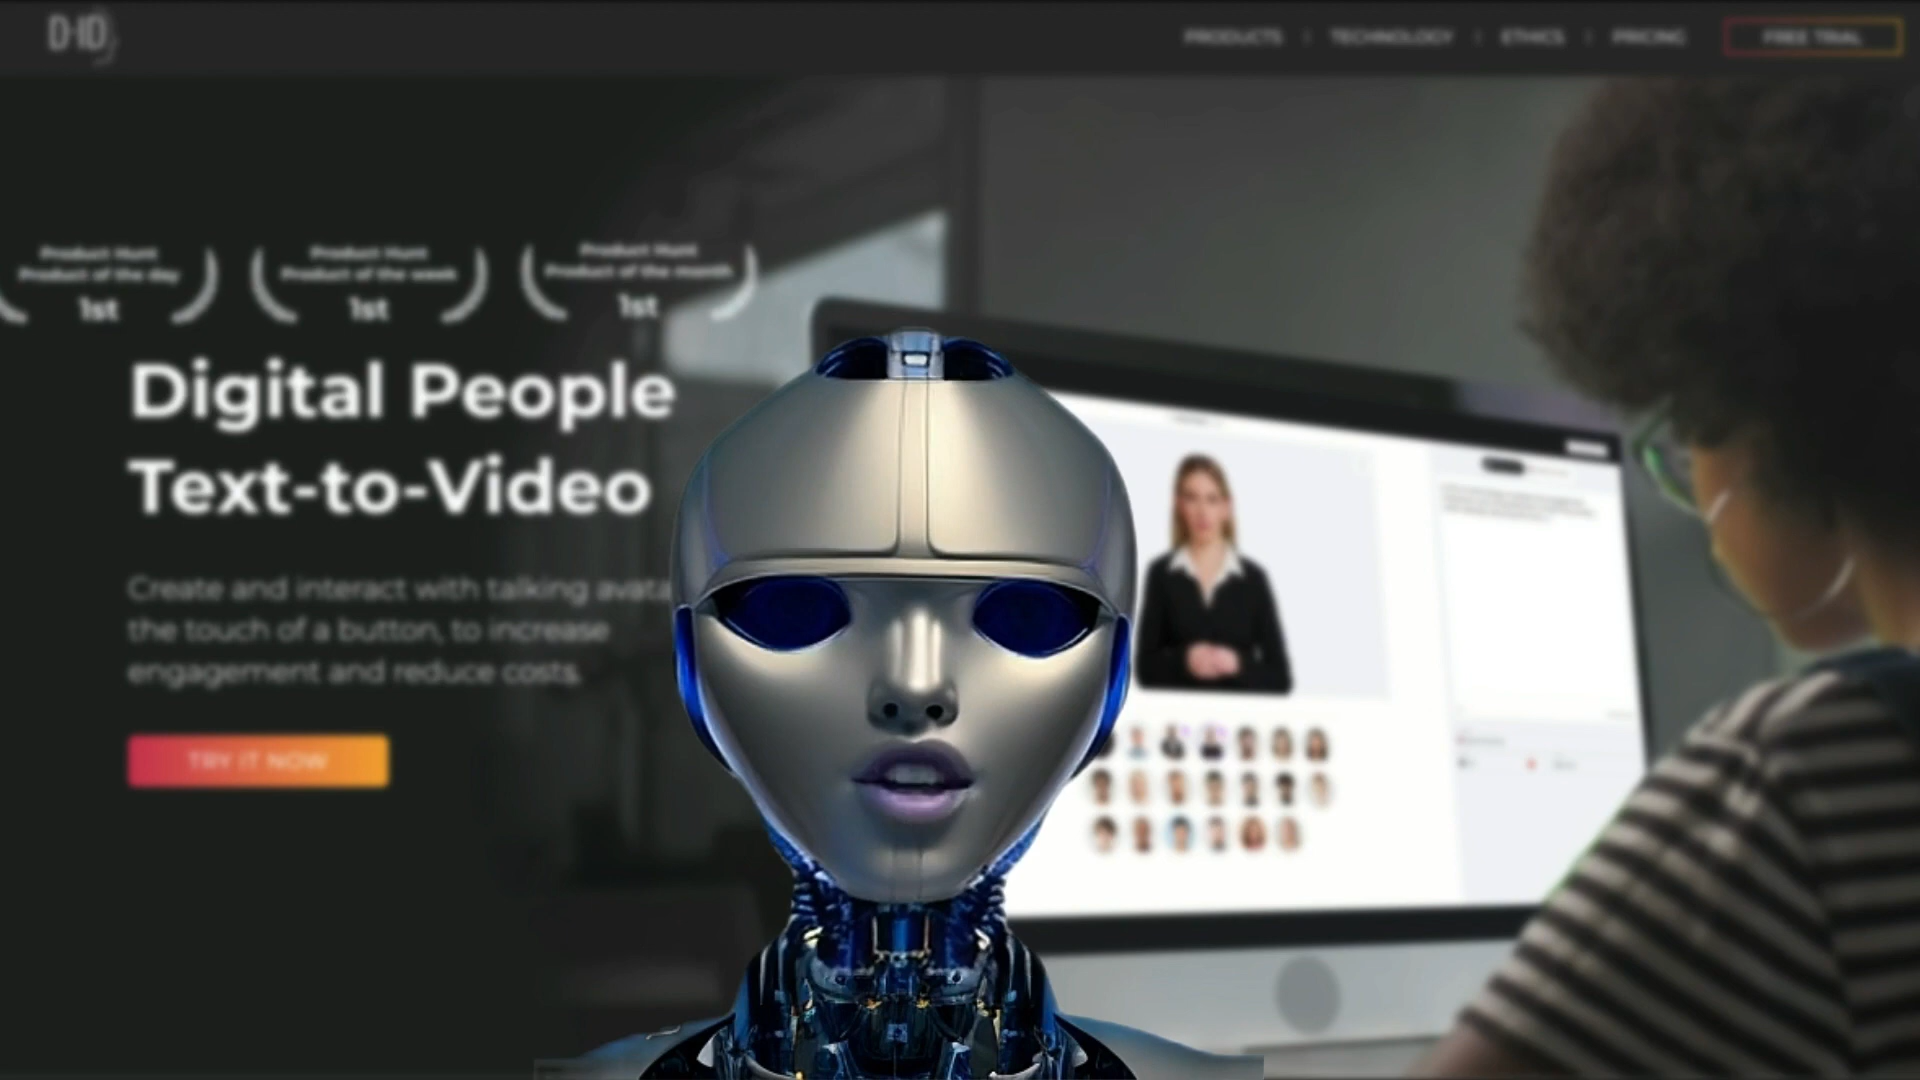 D-ID
PRODUCTS | TECHNOLOGY | ETHICS | PRICING
FREE TRIAL
Product Hunt
Product of the day
1st
Product Hunt
Product of the week
1st
Product Hunt
Product of the month
1st
Digital People
Text-to-Video
Create and interact with talking
the touch of a button, to increase
engagement and reduce costs.
TRY IT NOW